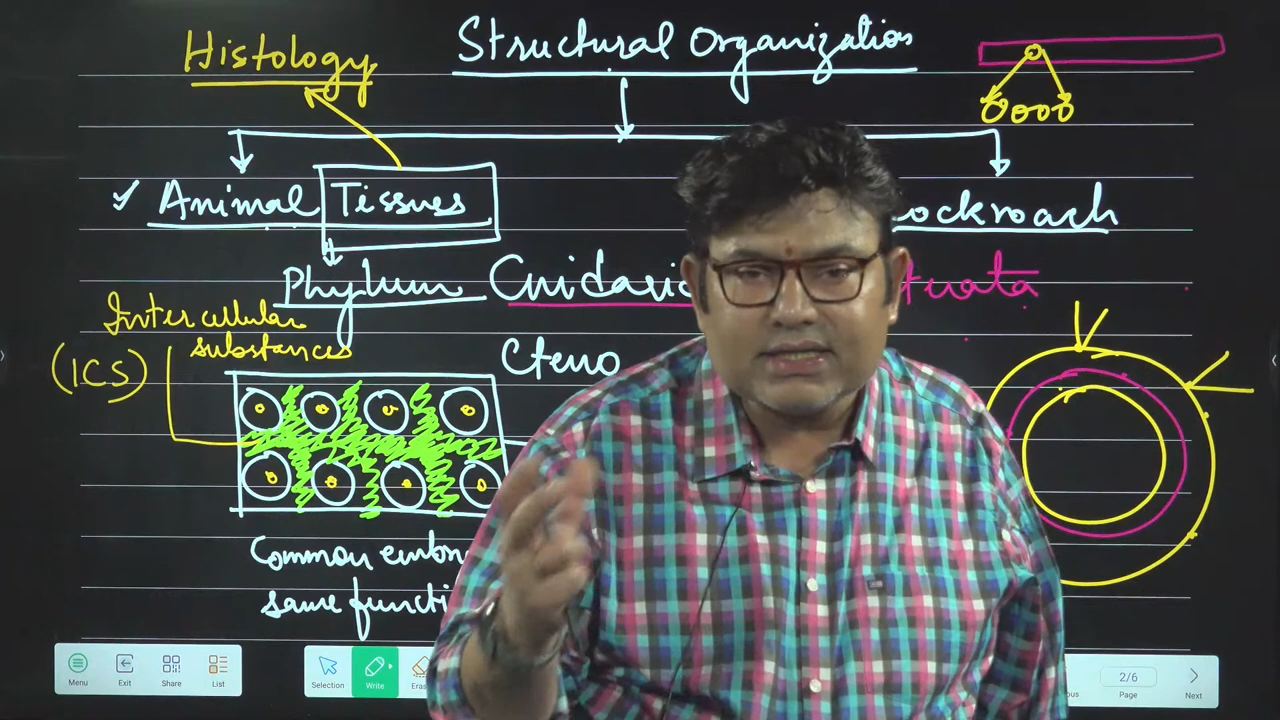 Histology
Structural Organization
Animal Tissues
ockroach
Phylum Cnidaria
Intercellular
substances
(ICS)
Cteno
Common embr
same functi
Menu
Exit
Share
List
Selection
Write
Eras
2/6
Page
Next